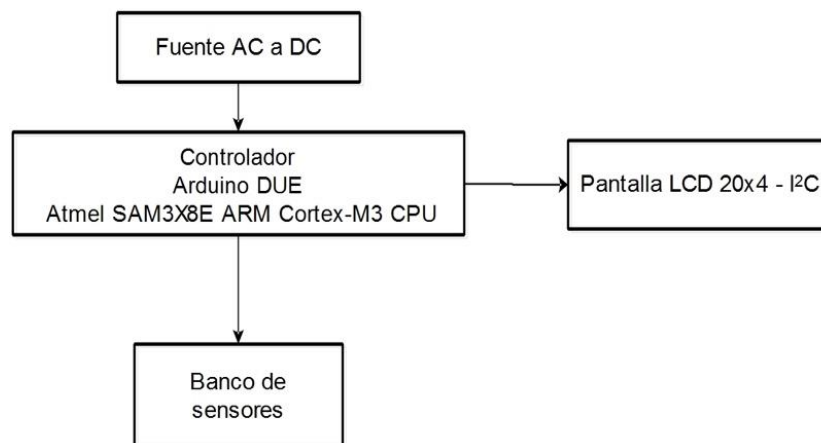 Fuente AC a DC
Controlador
Arduino DUE
Atmel SAM3X8E ARM Cortex-M3 CPU
Pantalla LCD 20x4 - I²C
Banco de
sensores